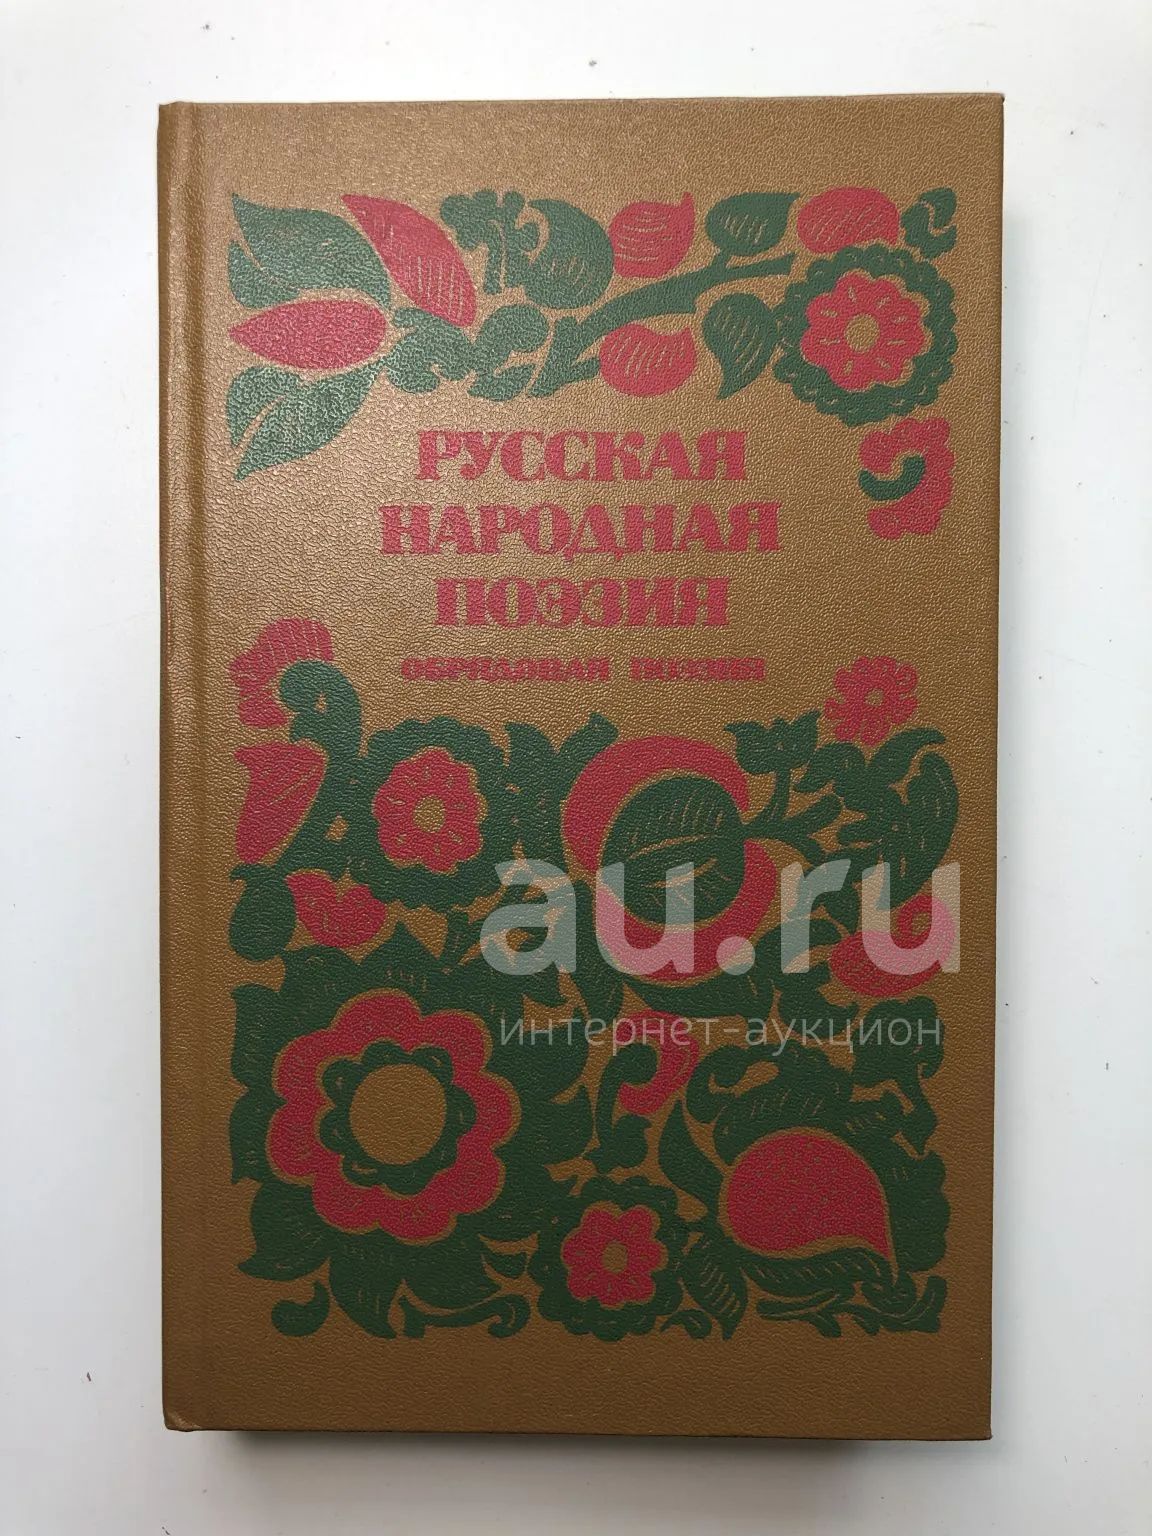 РУССКАЯ
НАРОДНАЯ
ПОЭЗИЯ
ОБРЯДОВАЯ ПОЭЗИЯ
au.ru
интернет-аукцион